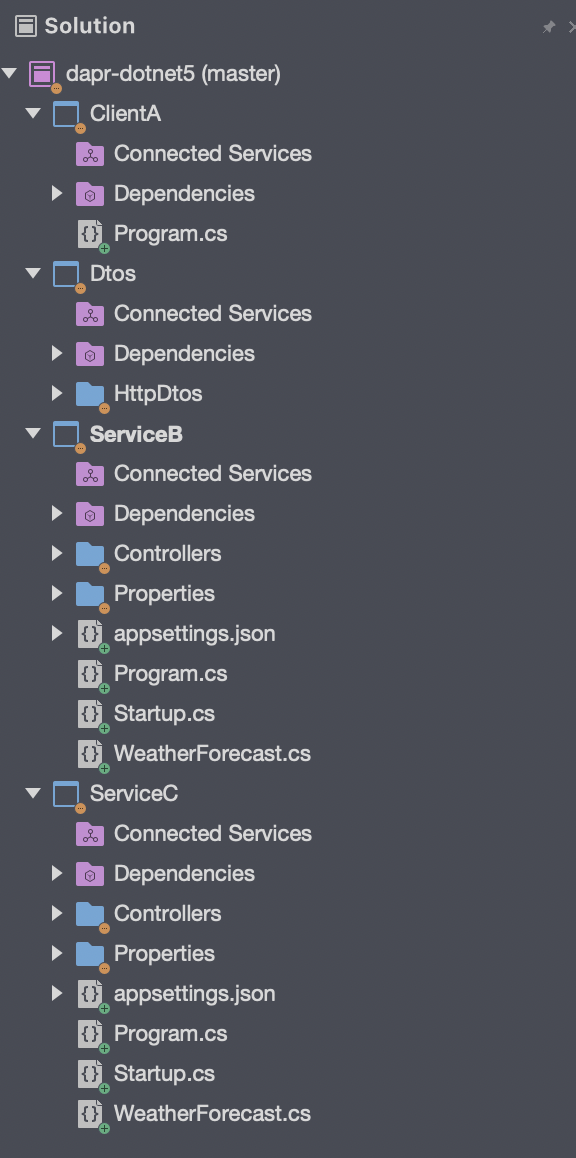 Solution
dapr-dotnet5 (master)
ClientA
Connected Services
Dependencies
Program.cs
Dtos
Connected Services
Dependencies
HttpDtos
ServiceB
Connected Services
Dependencies
Controllers
Properties
appsettings.json
Program.cs
Startup.cs
WeatherForecast.cs
ServiceC
Connected Services
Dependencies
Controllers
Properties
appsettings.json
Program.cs
Startup.cs
WeatherForecast.cs